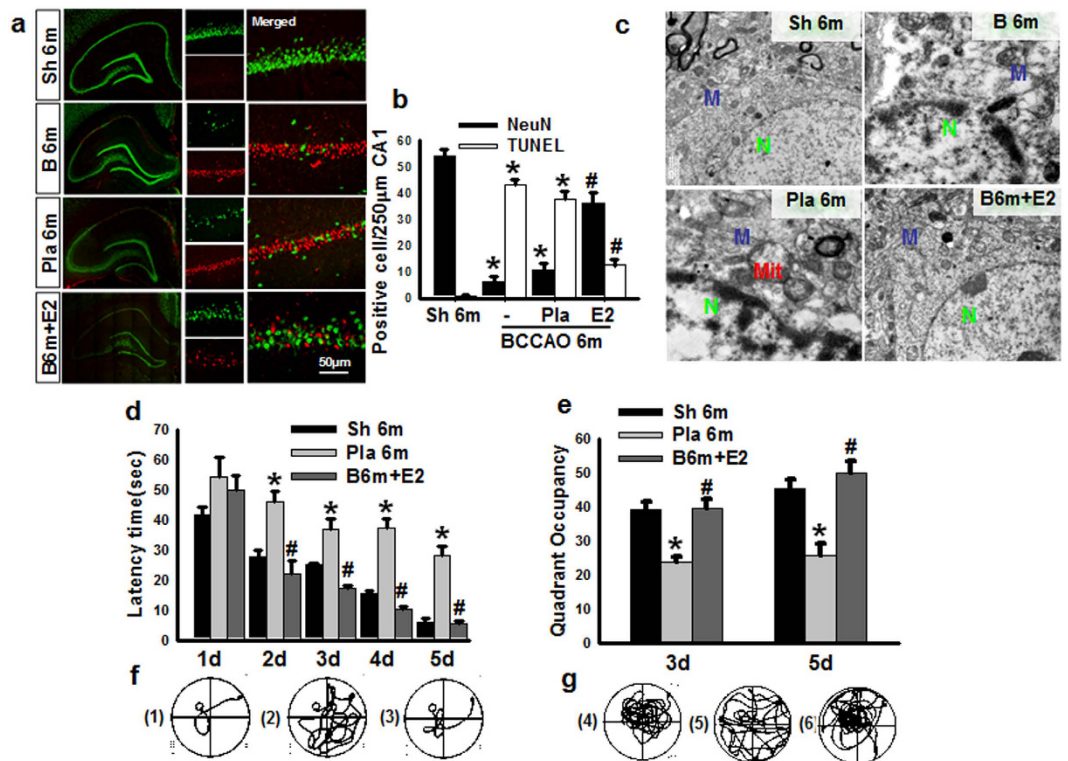 a
Sh 6m
B 6m
Pla 6m
B6m+E2
Merged
50μm
b
NeuN
TUNEL
Positive cell/250μm CA1
60
50
40
30
20
10
0
*
*
*
*
#
#
Sh 6m
- Pla E2
BCCAO 6m
c
Sh 6m
M
N
B 6m
M
N
Pla 6m
M
Mit
N
B6m+E2
M
N
d
Sh 6m
Pla 6m
B6m+E2
Latency time(sec)
70
60
50
40
30
20
10
0
*
#
*
#
*
#
*
#
1d 2d 3d 4d 5d
e
Sh 6m
Pla 6m
B6m+E2
Quadrant Occupancy
60
50
40
30
20
10
0
*
#
*
#
3d 5d
f
(1) (2) (3)
g
(4) (5) (6)